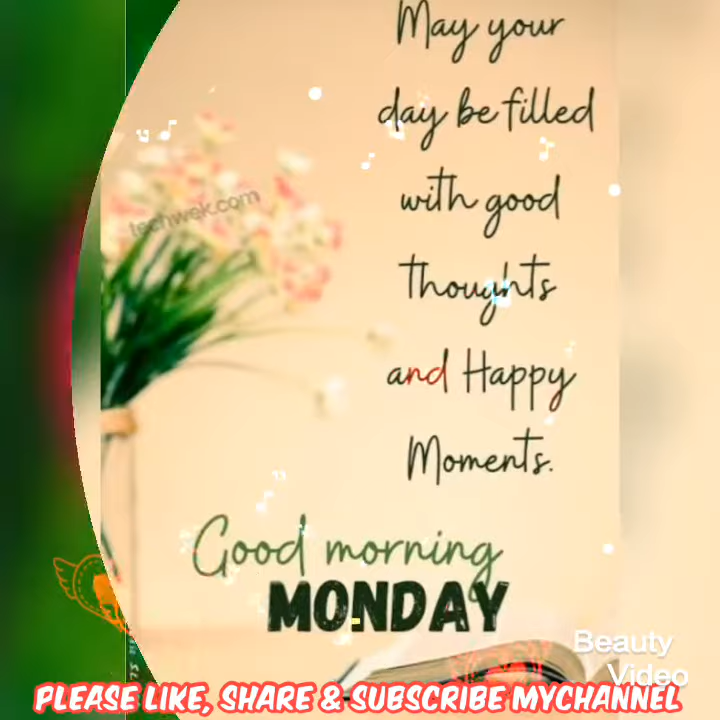 May your
day be filled
with good
thoughts
and Happy
Moments.
techwek.com
Good morning
MONDAY
Beauty
Video
PLEASE LIKE, SHARE & SUBSCRIBE MYCHANNEL